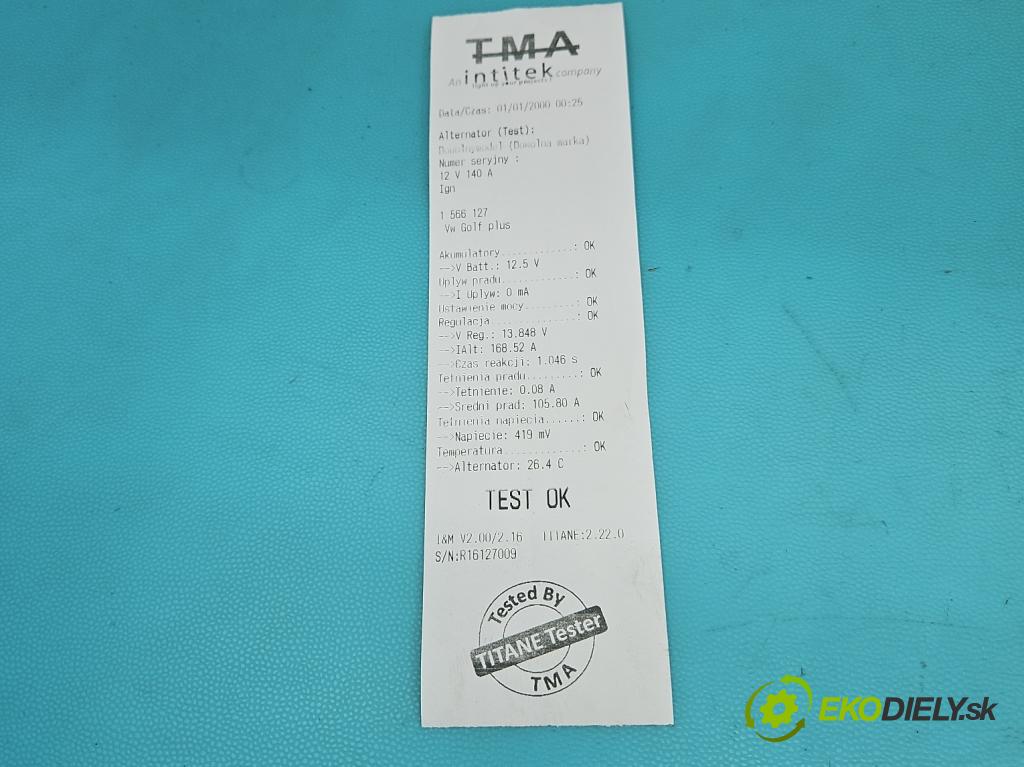 TMA
An intitek company
light up your projects!
Data/Czas: 01/01/2000 00:25
Alternator (Test):
Dowolnymodel (Dowolna marka)
Numer seryjny :
12 V 140 A
Ign
1 566 127
Vw Golf plus
Akumulatory.............: OK
-->V Batt.: 12.5 V
Uplyw pradu.............: OK
-->I Uplyw: 0 mA
Ustawienie mocy.........: OK
Regulacja...............: OK
-->V Reg.: 13.848 V
-->IAlt: 168.52 A
-->Czas reakcji: 1.046 s
Tetnienia pradu.........: OK
-->Tetnienie: 0.08 A
-->Sredni prad: 105.80 A
Tetnienia napiecia......: OK
-->Napiecie: 419 mV
Temperatura.............: OK
-->Alternator: 26.4 C
TEST OK
I&M V2.00/2.16 TITANE:2.22.0
S/N:R16127009
Tested By
TITANE Tester
TMA
EKODIELY.sk